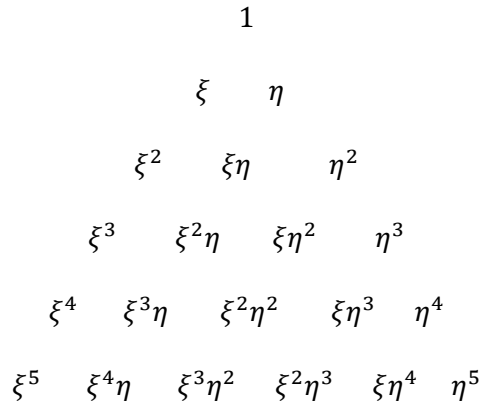 1
ξ η
ξ² ξη η²
ξ³ ξ²η ξη² η³
ξ⁴ ξ³η ξ²η² ξη³ η⁴
ξ⁵ ξ⁴η ξ³η² ξ²η³ ξη⁴ η⁵